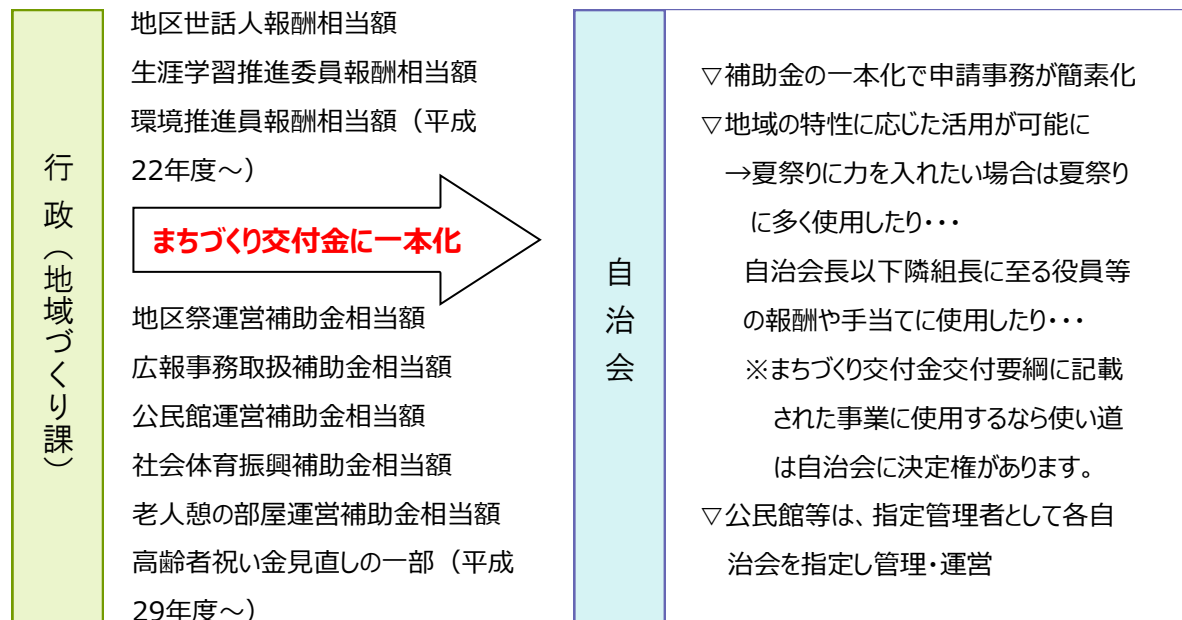 行政（地域づくり課）
地区世話人報酬相当額
生涯学習推進委員報酬相当額
環境推進員報酬相当額（平成
22年度～）
まちづくり交付金に一本化
地区祭運営補助金相当額
広報事務取扱補助金相当額
公民館運営補助金相当額
社会体育振興補助金相当額
老人憩の部屋運営補助金相当額
高齢者祝い金見直しの一部（平成
29年度～）
自治会
▽補助金の一本化で申請事務が簡素化
▽地域の特性に応じた活用が可能に
→夏祭りに力を入れたい場合は夏祭り
に多く使用したり・・・
自治会長以下隣組長に至る役員等
の報酬や手当てに使用したり・・・
※まちづくり交付金交付要綱に記載
された事業に使用するなら使い道
は自治会に決定権があります。
▽公民館等は、指定管理者として各自
治会を指定し管理・運営